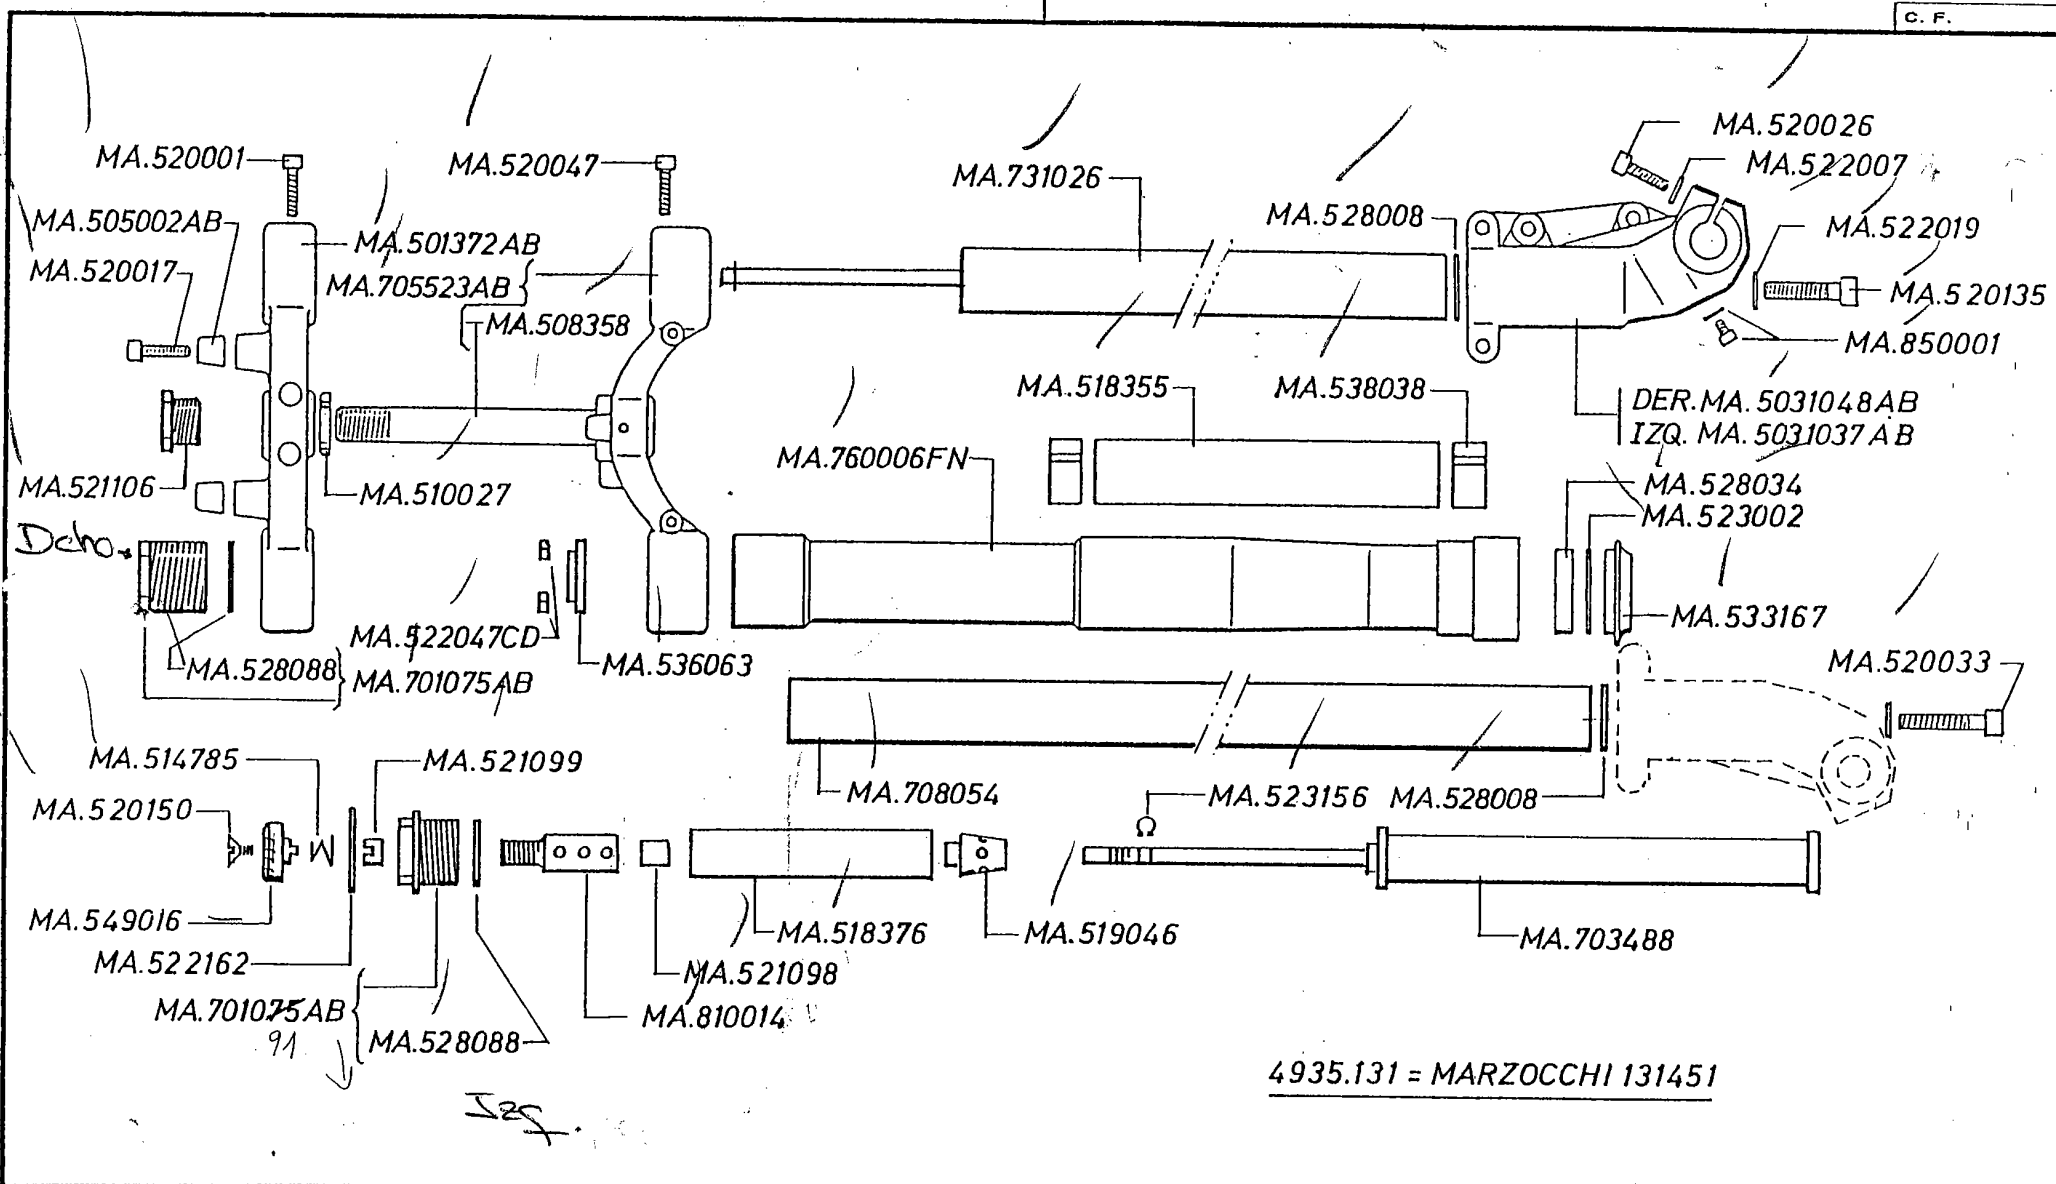 C. F.
MA.520001
MA.520047
MA.731026
MA.520026
MA.522007
MA.505002AB
MA.501372AB
MA.528008
MA.522019
MA.520017
MA.705523AB
MA.508358
MA.520135
MA.850001
MA.518355
MA.538038
DER.MA.5031048AB
IZQ. MA.5031037AB
MA.760006FN
MA.521106
MA.510027
MA.528034
MA.523002
Dcho.
MA.522047CD
MA.533167
MA.528088
MA.701075AB
MA.536063
MA.520033
MA.514785
MA.521099
MA.520150
MA.708054
MA.523156
MA.528008
MA.549016
MA.518376
MA.519046
MA.703488
MA.522162
MA.521098
MA.701075AB
91
MA.810014
MA.528088
4935.131 = MARZOCCHI 131451
Izq.